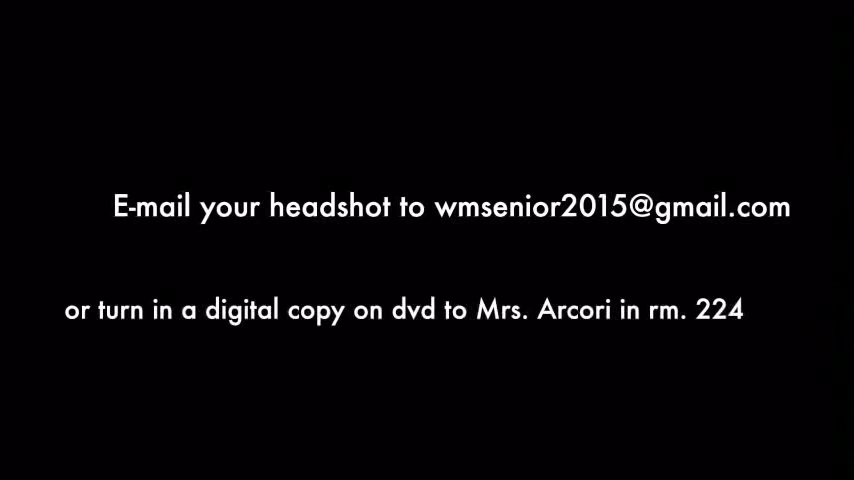 E-mail your headshot to wmsenior2015@gmail.com
or turn in a digital copy on dvd to Mrs. Arcori in rm. 224